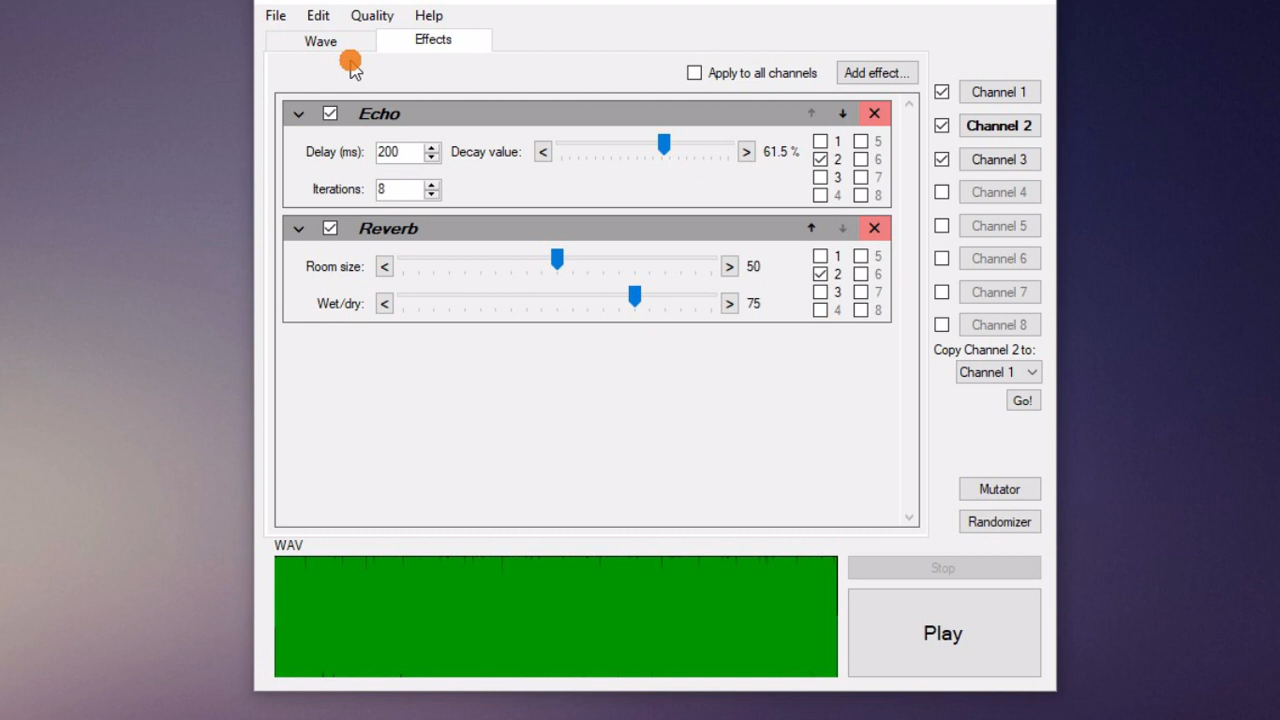 File Edit Quality Help
Wave Effects
Apply to all channels Add effect...
Echo
Delay (ms): 200 Decay value: < > 61.5 %
Iterations: 8
1 5
2 6
3 7
4 8
Reverb
Room size: < > 50
Wet/dry: < > 75
1 5
2 6
3 7
4 8
Channel 1
Channel 2
Channel 3
Channel 4
Channel 5
Channel 6
Channel 7
Channel 8
Copy Channel 2 to:
Channel 1
Go!
Mutator
Randomizer
WAV
Stop
Play